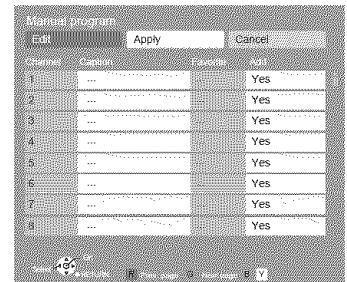 Manual program
Edit Apply Cancel
Channel Caption Favorite Add
1 ... ... Yes
2 ... ... Yes
3 ... ... Yes
4 ... ... Yes
5 ... ... Yes
6 ... ... Yes
7 ... ... Yes
8 ... ... Yes
OK
Select RETURN R Prev. page G Next page B Y